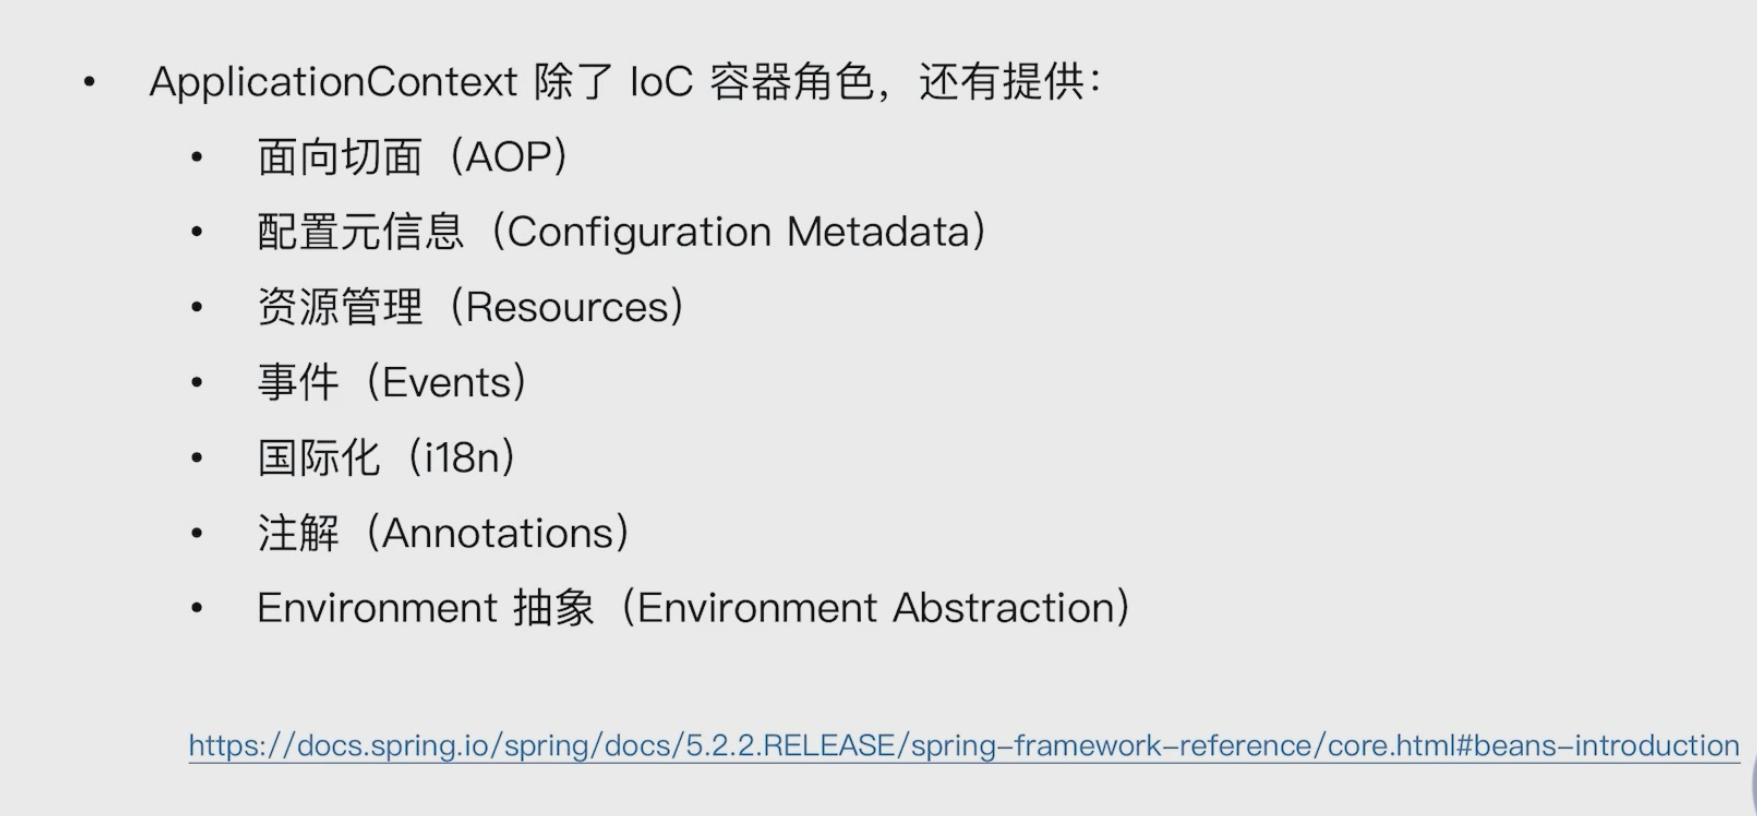 • ApplicationContext 除了 IoC 容器角色，还有提供：
• 面向切面（AOP）
• 配置元信息（Configuration Metadata）
• 资源管理（Resources）
• 事件（Events）
• 国际化（i18n）
• 注解（Annotations）
• Environment 抽象（Environment Abstraction）
https://docs.spring.io/spring/docs/5.2.2.RELEASE/spring-framework-reference/core.html#beans-introduction